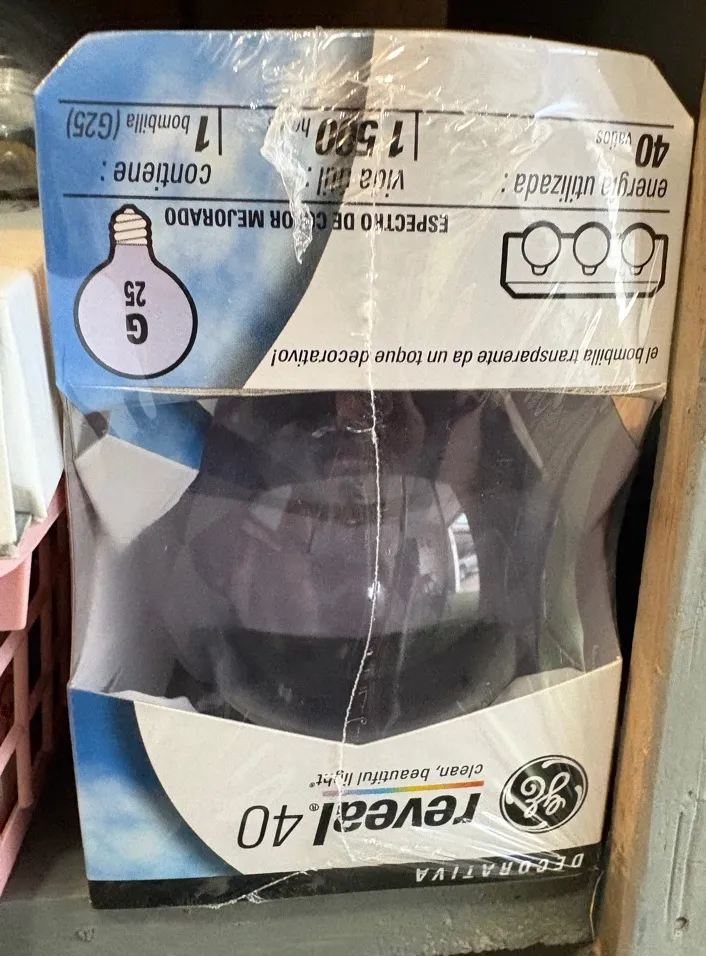 DECORATIVA
GE
reveal® 40
clean, beautiful light®
el bombilla transparente da un toque decorativo!
G
25
ESPECTRO DE COLOR MEJORADO
energía utilizada :
40 vatios
vida útil :
1 500
contiene :
1 bombilla (G25)